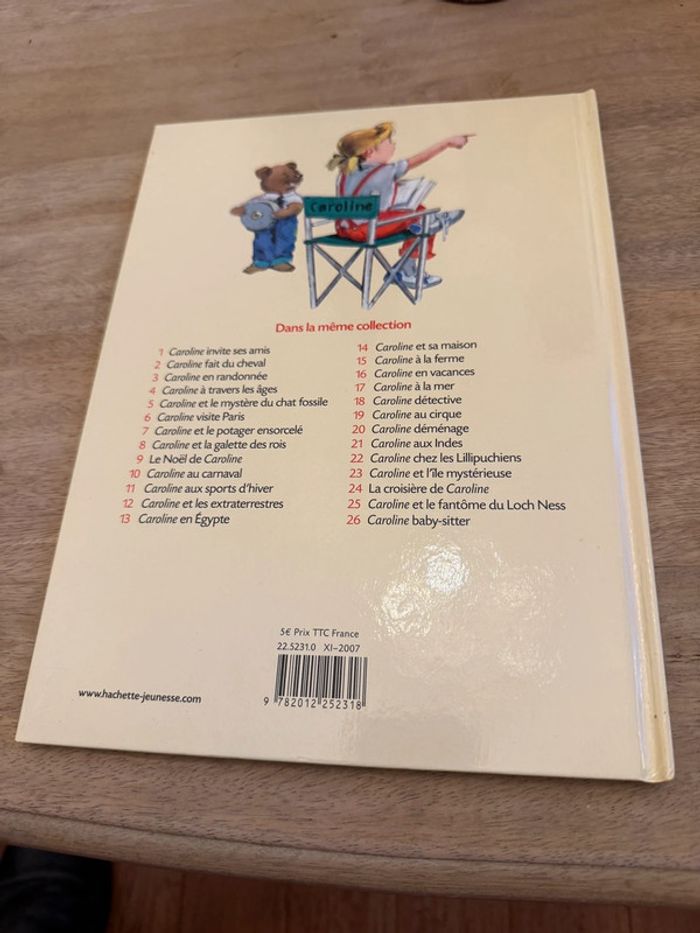 Caroline
Dans la même collection
1 Caroline invite ses amis
2 Caroline fait du cheval
3 Caroline en randonnée
4 Caroline à travers les âges
5 Caroline et le mystère du chat fossile
6 Caroline visite Paris
7 Caroline et le potager ensorcelé
8 Caroline et la galette des rois
9 Le Noël de Caroline
10 Caroline au carnaval
11 Caroline aux sports d'hiver
12 Caroline et les extraterrestres
13 Caroline en Égypte
14 Caroline et sa maison
15 Caroline à la ferme
16 Caroline en vacances
17 Caroline à la mer
18 Caroline détective
19 Caroline au cirque
20 Caroline déménage
21 Caroline aux Indes
22 Caroline chez les Lillipuchiens
23 Caroline et l'île mystérieuse
24 La croisière de Caroline
25 Caroline et le fantôme du Loch Ness
26 Caroline baby-sitter
5€ Prix TTC France
22.5231.0 XI-2007
www.hachette-jeunesse.com
9 782012 252318